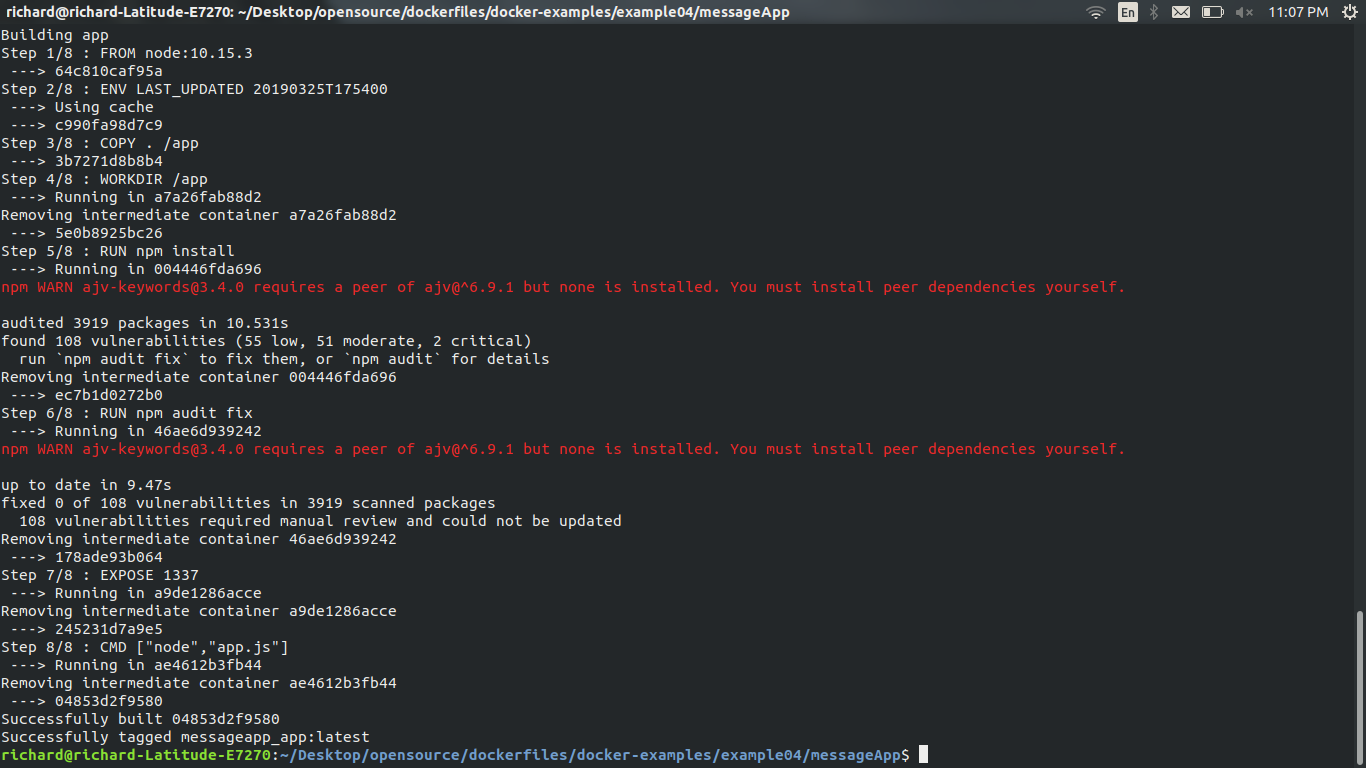 richard@richard-Latitude-E7270: ~/Desktop/opensource/dockerfiles/docker-examples/example04/messageApp
En
11:07 PM
Building app
Step 1/8 : FROM node:10.15.3
 ---> 64c810caf95a
Step 2/8 : ENV LAST_UPDATED 20190325T175400
 ---> Using cache
 ---> c990fa98d7c9
Step 3/8 : COPY . /app
 ---> 3b7271d8b8b4
Step 4/8 : WORKDIR /app
 ---> Running in a7a26fab88d2
Removing intermediate container a7a26fab88d2
 ---> 5e0b8925bc26
Step 5/8 : RUN npm install
 ---> Running in 004446fda696
npm WARN ajv-keywords@3.4.0 requires a peer of ajv@^6.9.1 but none is installed. You must install peer dependencies yourself.
audited 3919 packages in 10.531s
found 108 vulnerabilities (55 low, 51 moderate, 2 critical)
  run `npm audit fix` to fix them, or `npm audit` for details
Removing intermediate container 004446fda696
 ---> ec7b1d0272b0
Step 6/8 : RUN npm audit fix
 ---> Running in 46ae6d939242
npm WARN ajv-keywords@3.4.0 requires a peer of ajv@^6.9.1 but none is installed. You must install peer dependencies yourself.
up to date in 9.47s
fixed 0 of 108 vulnerabilities in 3919 scanned packages
  108 vulnerabilities required manual review and could not be updated
Removing intermediate container 46ae6d939242
 ---> 178ade93b064
Step 7/8 : EXPOSE 1337
 ---> Running in a9de1286acce
Removing intermediate container a9de1286acce
 ---> 245231d7a9e5
Step 8/8 : CMD ["node","app.js"]
 ---> Running in ae4612b3fb44
Removing intermediate container ae4612b3fb44
 ---> 04853d2f9580
Successfully built 04853d2f9580
Successfully tagged messageapp_app:latest
richard@richard-Latitude-E7270:~/Desktop/opensource/dockerfiles/docker-examples/example04/messageApp$